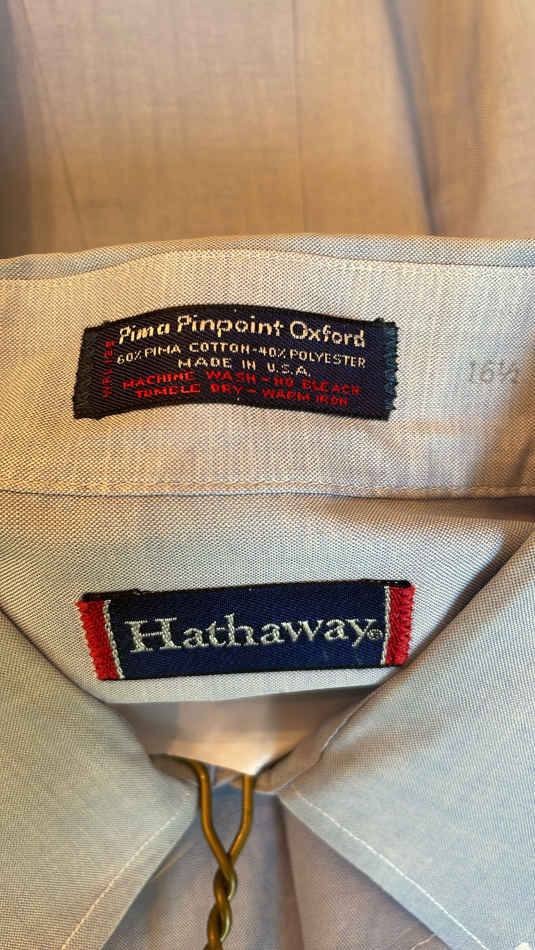 Pima Pinpoint Oxford
60% PIMA COTTON-40% POLYESTER
MADE IN U.S.A.
MACHINE WASH-NO BLEACH
TUMBLE DRY-WARM IRON
16½
Hathaway®